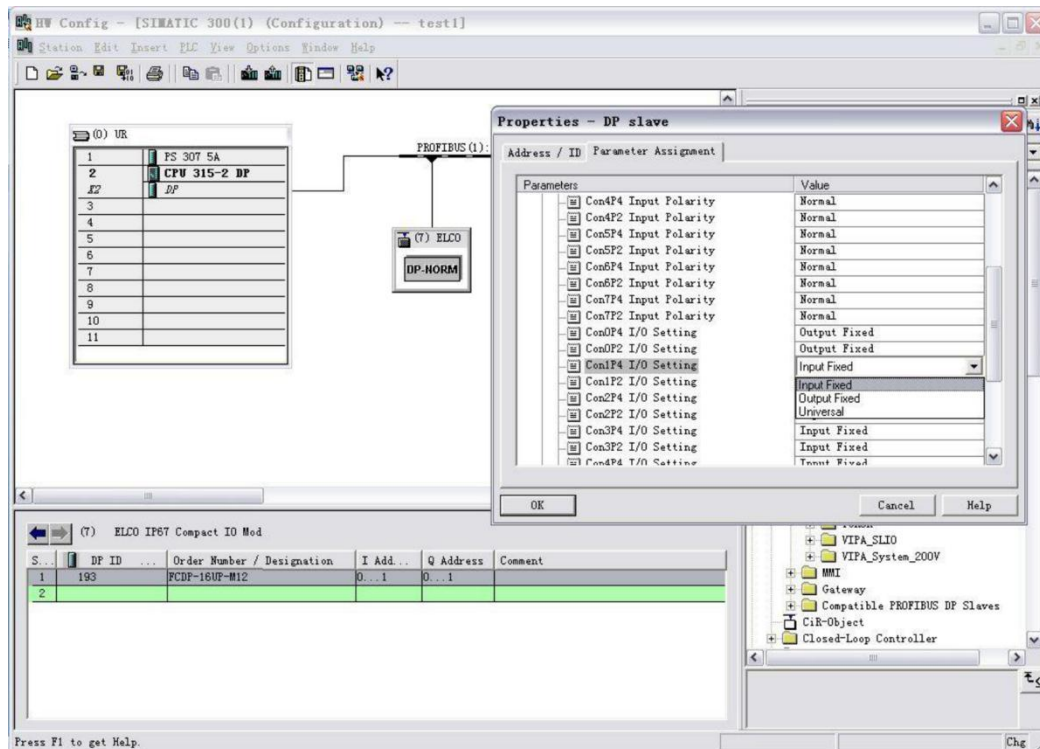 HW Config - [SIMATIC 300(1) (Configuration) -- test1]
Station Edit Insert PLC View Options Window Help
(0) UR
1 PS 307 5A
2 CPU 315-2 DP
X2 DP
3
4
5
6
7
8
9
10
11
PROFIBUS(1):
(7) ELCO
DP-NORM
Properties - DP slave
Address / ID Parameter Assignment
Parameters Value
Con4P4 Input Polarity Normal
Con4P2 Input Polarity Normal
Con5P4 Input Polarity Normal
Con5P2 Input Polarity Normal
Con6P4 Input Polarity Normal
Con6P2 Input Polarity Normal
Con7P4 Input Polarity Normal
Con7P2 Input Polarity Normal
Con0P4 I/O Setting Output Fixed
Con0P2 I/O Setting Output Fixed
Con1P4 I/O Setting Input Fixed
Con1P2 I/O Setting Input Fixed
Con2P4 I/O Setting Output Fixed
Con2P2 I/O Setting Universal
Con3P4 I/O Setting Input Fixed
Con3P2 I/O Setting Input Fixed
Con4P4 I/O Setting Input Fixed
OK Cancel Help
(7) ELCO IP67 Compact IO Mod
S... DP ID ... Order Number / Designation I Add... Q Address Comment
1 193 FCDP-16UP-M12 0...1 0...1
2
VIPA_SLIO
VIPA_System_200V
MMI
Gateway
Compatible PROFIBUS DP Slaves
CiR-Object
Closed-Loop Controller
Press F1 to get Help.
Chg